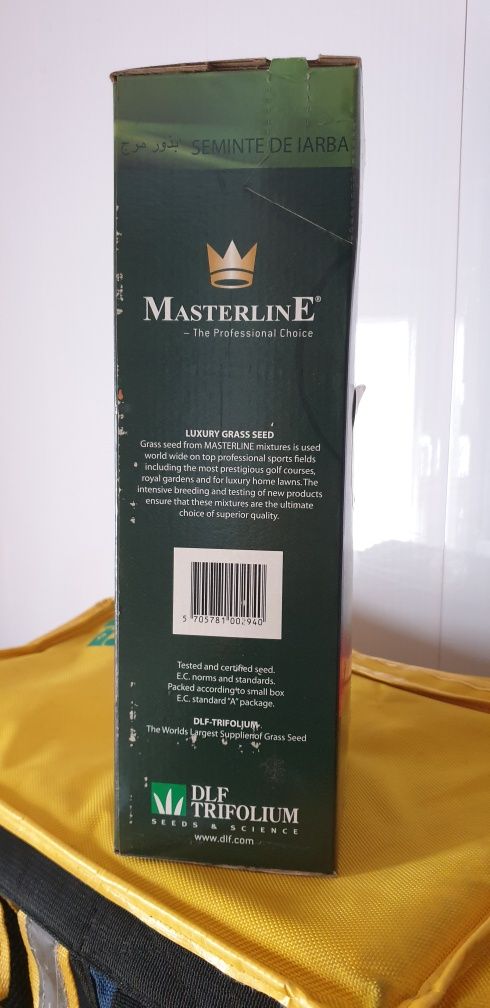 بذور مرج SEMINTE DE IARBA
MASTERLINE®
– The Professional Choice
LUXURY GRASS SEED
Grass seed from MASTERLINE mixtures is used
world wide on top professional sports fields
including the most prestigious golf courses,
royal gardens and for luxury home lawns. The
intensive breeding and testing of new products
ensure that these mixtures are the ultimate
choice of superior quality.
5 705781 002940
Tested and certified seed.
E.C. norms and standards.
Packed according to small box
E.C. standard "A" package.
DLF-TRIFOLIUM
The Worlds Largest Supplier of Grass Seed
DLF
TRIFOLIUM
SEEDS & SCIENCE
www.dlf.com